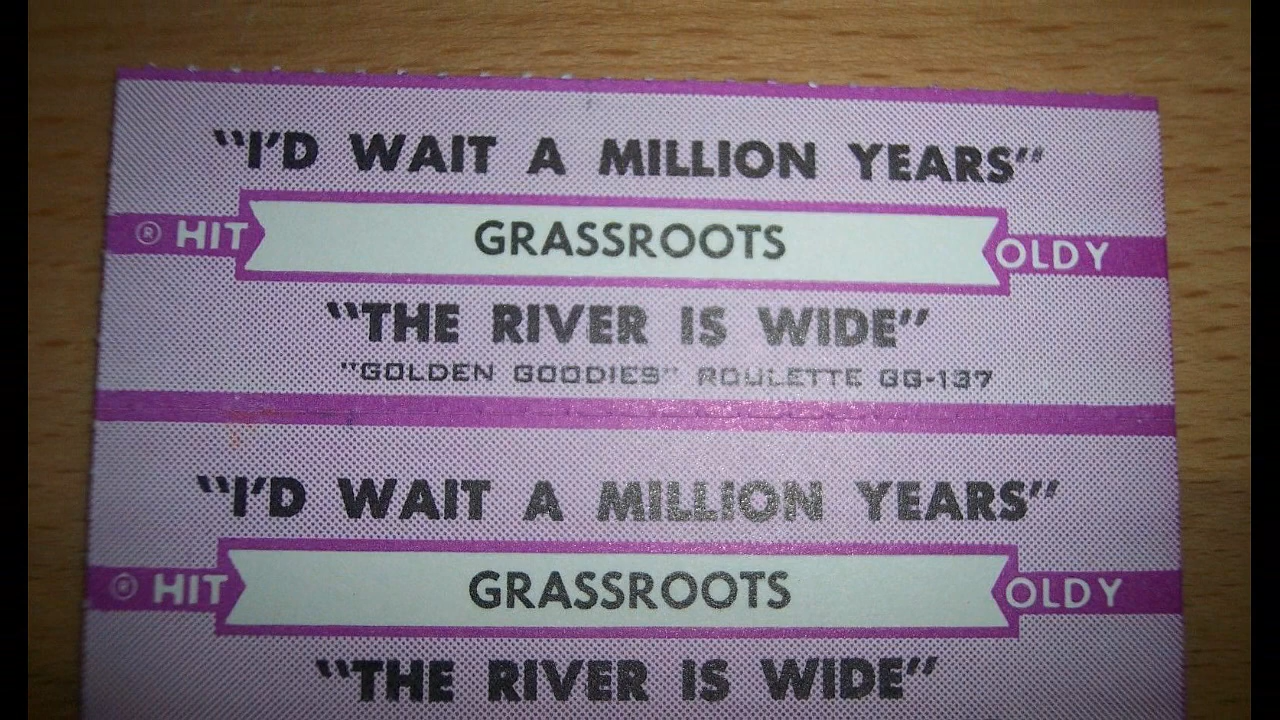 "I'D WAIT A MILLION YEARS"
® HIT GRASSROOTS OLDY
"THE RIVER IS WIDE"
"GOLDEN GOODIES" ROULETTE GG-137
"I'D WAIT A MILLION YEARS"
® HIT GRASSROOTS OLDY
"THE RIVER IS WIDE"